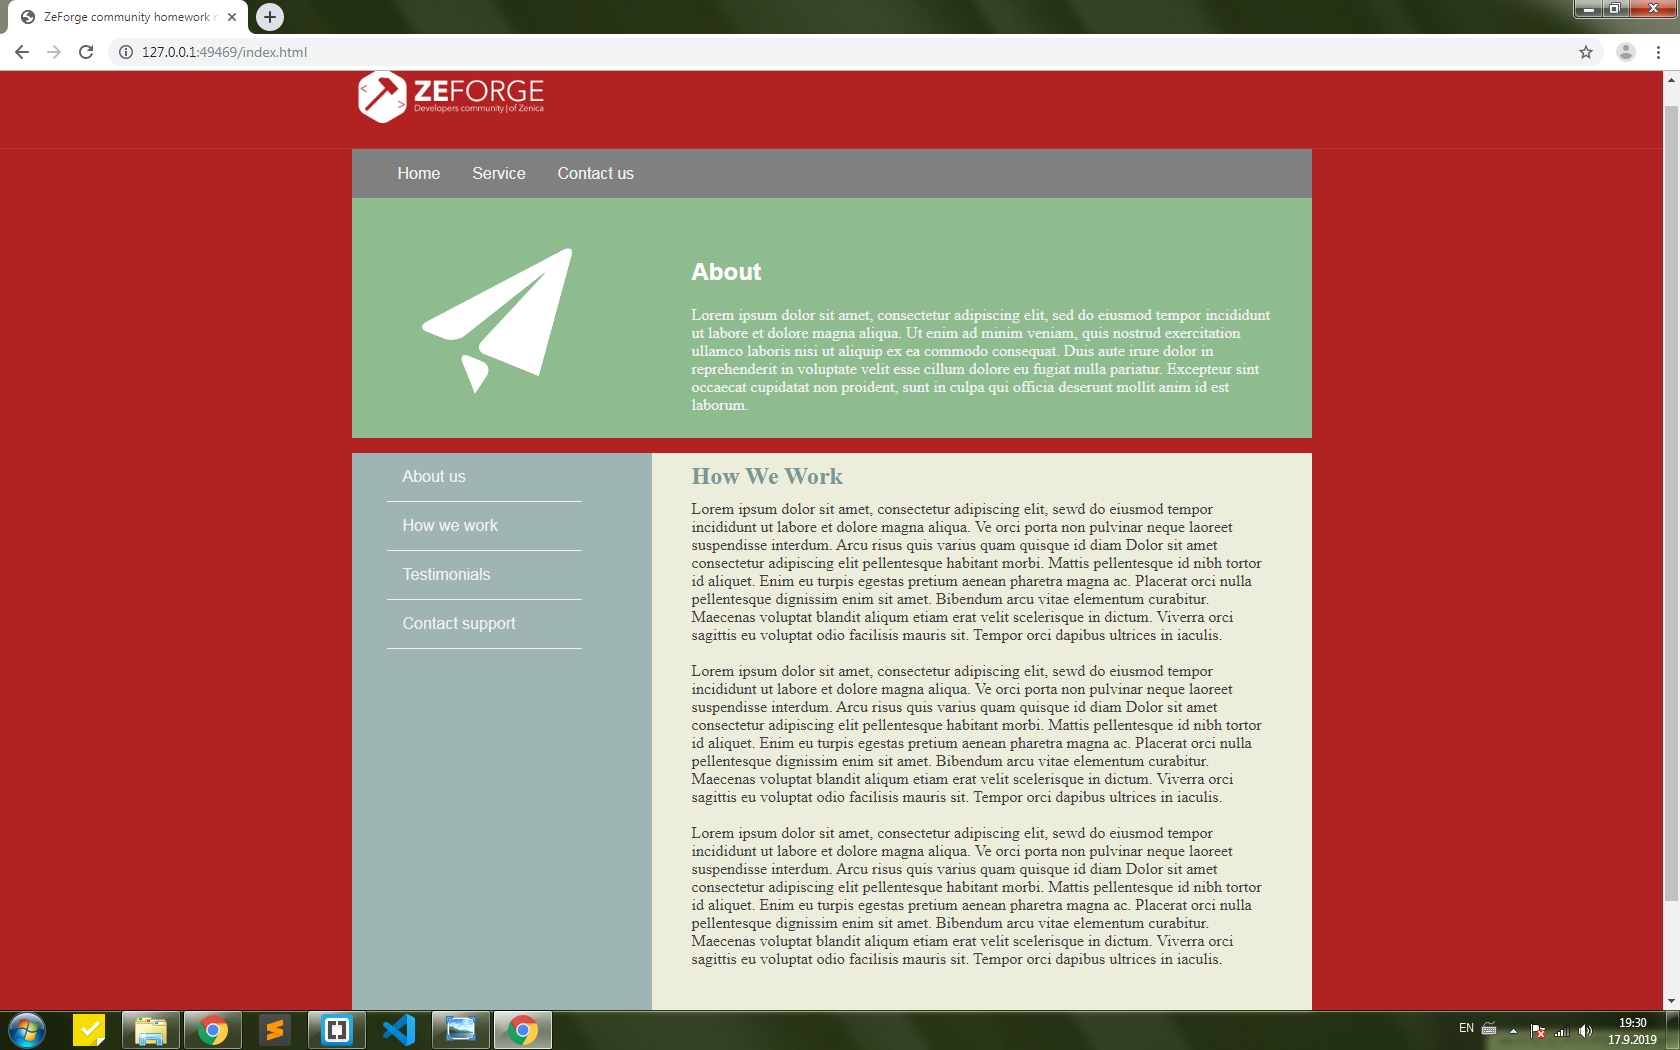 ZeForge community homework
127.0.0.1:49469/index.html
ZEFORGE
Developers community|of Zenica
Home Service Contact us
About
Lorem ipsum dolor sit amet, consectetur adipiscing elit, sed do eiusmod tempor incididunt
ut labore et dolore magna aliqua. Ut enim ad minim veniam, quis nostrud exercitation
ullamco laboris nisi ut aliquip ex ea commodo consequat. Duis aute irure dolor in
reprehenderit in voluptate velit esse cillum dolore eu fugiat nulla pariatur. Excepteur sint
occaecat cupidatat non proident, sunt in culpa qui officia deserunt mollit anim id est
laborum.
About us
How we work
Testimonials
Contact support
How We Work
Lorem ipsum dolor sit amet, consectetur adipiscing elit, sewd do eiusmod tempor
incididunt ut labore et dolore magna aliqua. Ve orci porta non pulvinar neque laoreet
suspendisse interdum. Arcu risus quis varius quam quisque id diam Dolor sit amet
consectetur adipiscing elit pellentesque habitant morbi. Mattis pellentesque id nibh tortor
id aliquet. Enim eu turpis egestas pretium aenean pharetra magna ac. Placerat orci nulla
pellentesque dignissim enim sit amet. Bibendum arcu vitae elementum curabitur.
Maecenas voluptat blandit aliqum etiam erat velit scelerisque in dictum. Viverra orci
sagittis eu voluptat odio facilisis mauris sit. Tempor orci dapibus ultrices in iaculis.
Lorem ipsum dolor sit amet, consectetur adipiscing elit, sewd do eiusmod tempor
incididunt ut labore et dolore magna aliqua. Ve orci porta non pulvinar neque laoreet
suspendisse interdum. Arcu risus quis varius quam quisque id diam Dolor sit amet
consectetur adipiscing elit pellentesque habitant morbi. Mattis pellentesque id nibh tortor
id aliquet. Enim eu turpis egestas pretium aenean pharetra magna ac. Placerat orci nulla
pellentesque dignissim enim sit amet. Bibendum arcu vitae elementum curabitur.
Maecenas voluptat blandit aliqum etiam erat velit scelerisque in dictum. Viverra orci
sagittis eu voluptat odio facilisis mauris sit. Tempor orci dapibus ultrices in iaculis.
Lorem ipsum dolor sit amet, consectetur adipiscing elit, sewd do eiusmod tempor
incididunt ut labore et dolore magna aliqua. Ve orci porta non pulvinar neque laoreet
suspendisse interdum. Arcu risus quis varius quam quisque id diam Dolor sit amet
consectetur adipiscing elit pellentesque habitant morbi. Mattis pellentesque id nibh tortor
id aliquet. Enim eu turpis egestas pretium aenean pharetra magna ac. Placerat orci nulla
pellentesque dignissim enim sit amet. Bibendum arcu vitae elementum curabitur.
Maecenas voluptat blandit aliqum etiam erat velit scelerisque in dictum. Viverra orci
sagittis eu voluptat odio facilisis mauris sit. Tempor orci dapibus ultrices in iaculis.
EN
19:30
17.9.2019